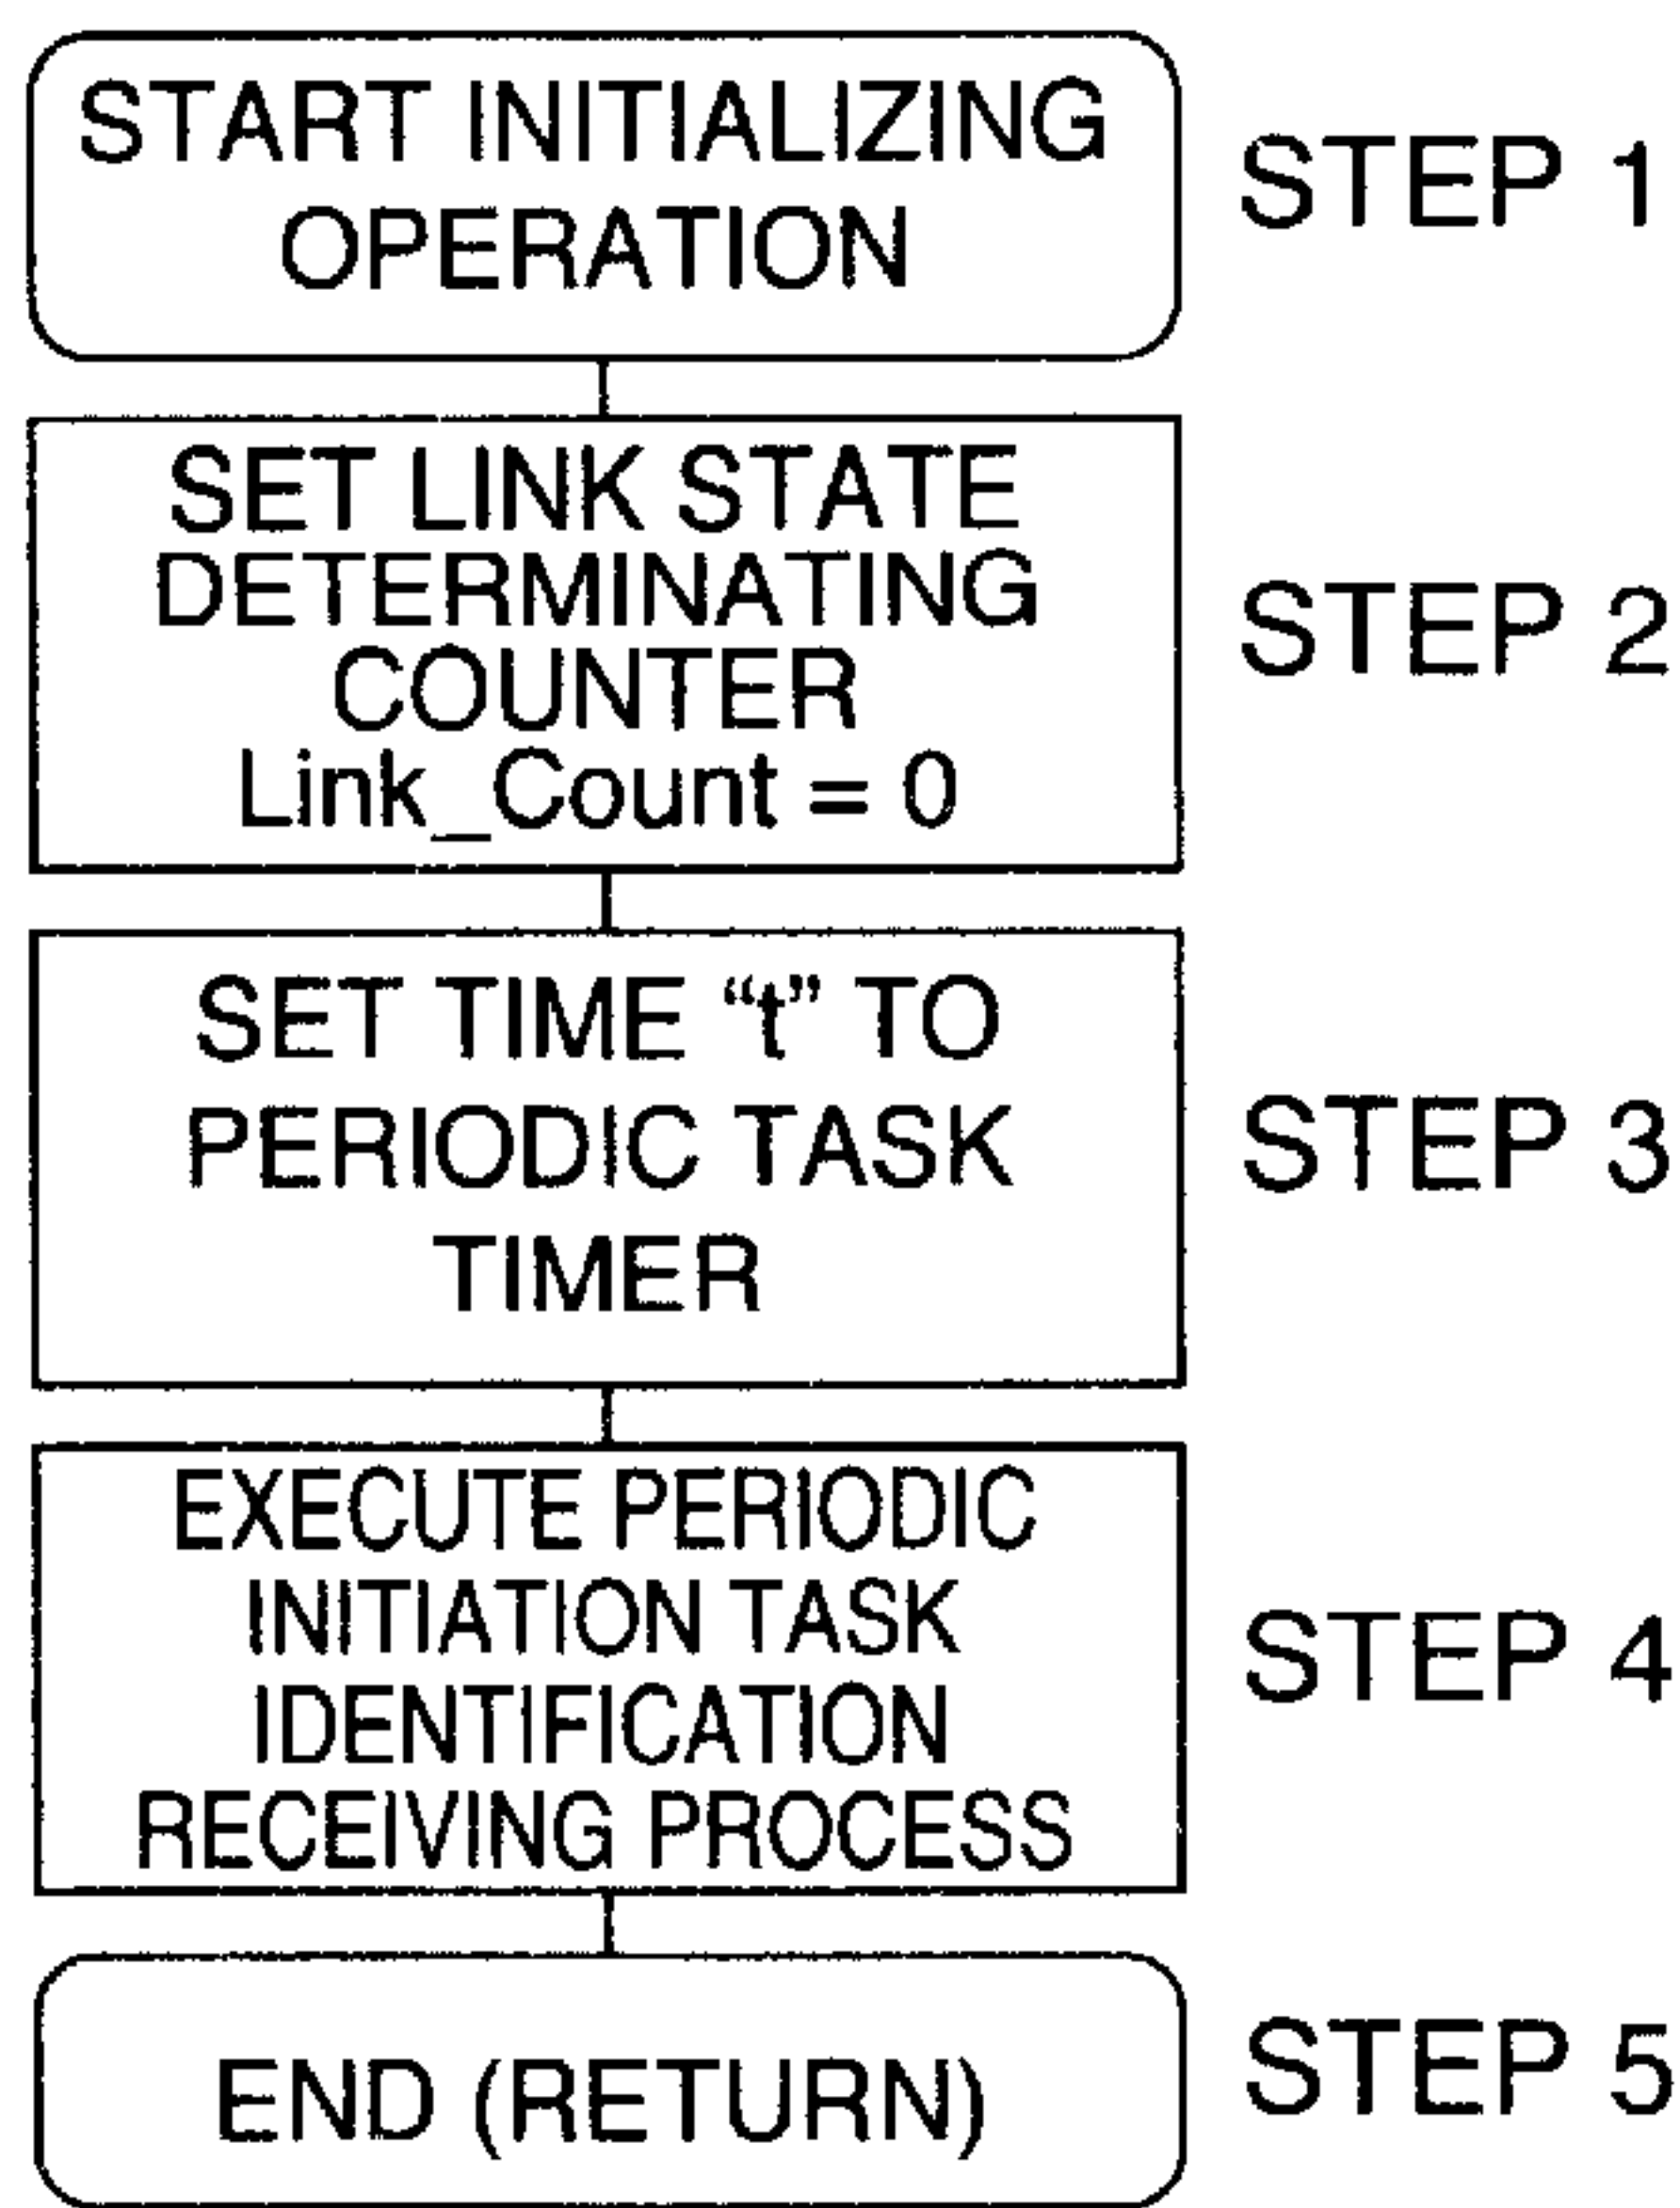 START INITIALIZING
OPERATION
STEP 1
SET LINK STATE
DETERMINATING
COUNTER
Link_Count = 0
STEP 2
SET TIME “t” TO
PERIODIC TASK
TIMER
STEP 3
EXECUTE PERIODIC
INITIATION TASK
IDENTIFICATION
RECEIVING PROCESS
STEP 4
END (RETURN)
STEP 5